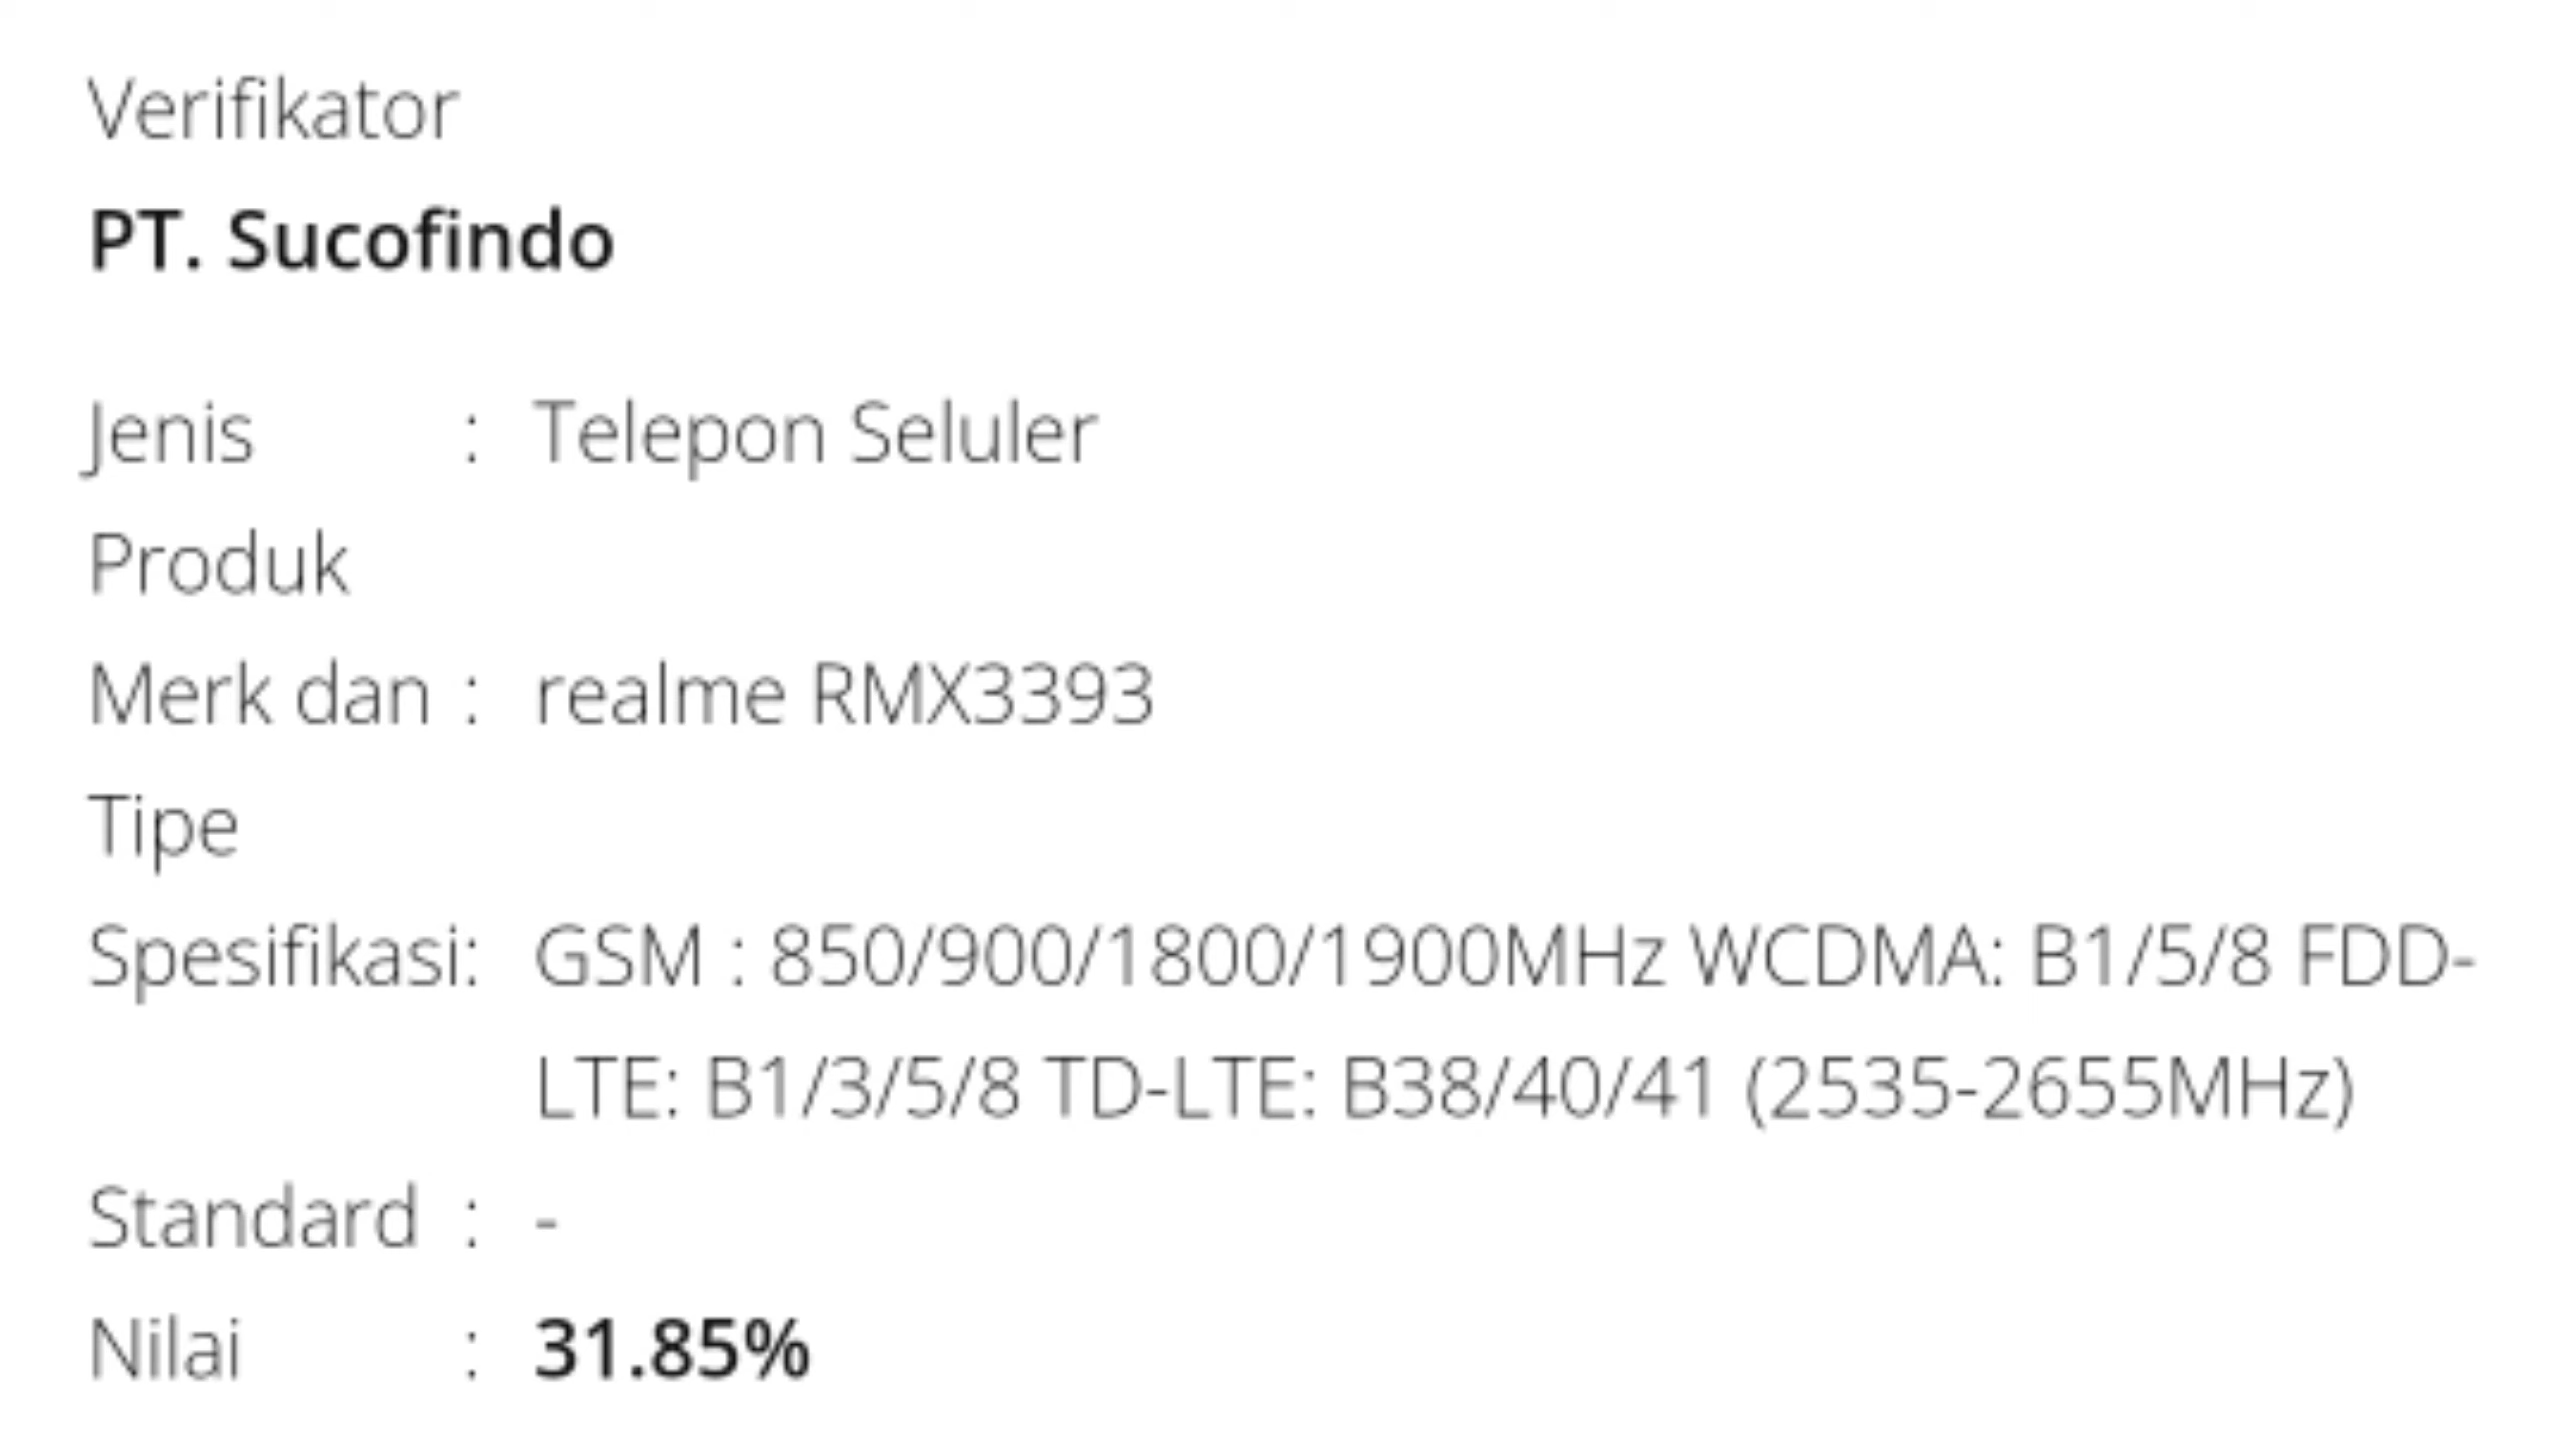 Verifikator
PT. Sucofindo
Jenis : Telepon Seluler
Produk
Merk dan : realme RMX3393
Tipe
Spesifikasi: GSM : 850/900/1800/1900MHz WCDMA: B1/5/8 FDD-
LTE: B1/3/5/8 TD-LTE: B38/40/41 (2535-2655MHz)
Standard : -
Nilai : 31.85%